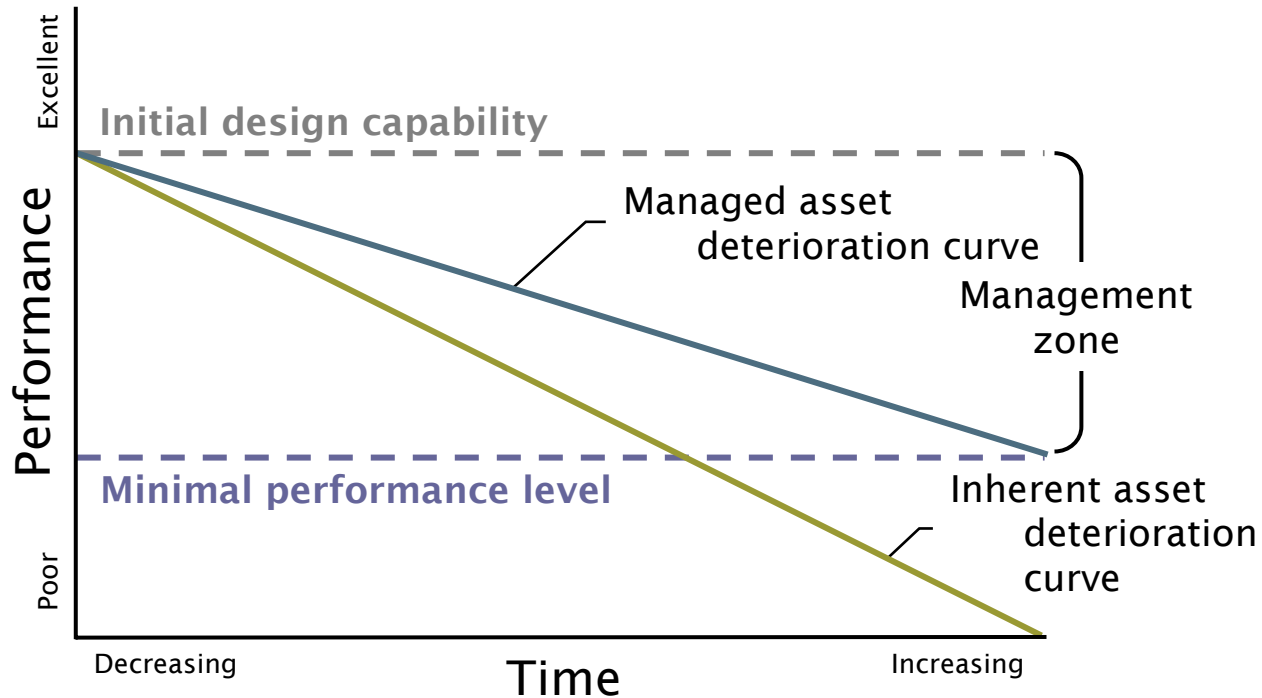 Excellent
Initial design capability
Managed asset
deterioration curve
Management
zone
Performance
Minimal performance level
Inherent asset
deterioration
curve
Poor
Decreasing
Time
Increasing